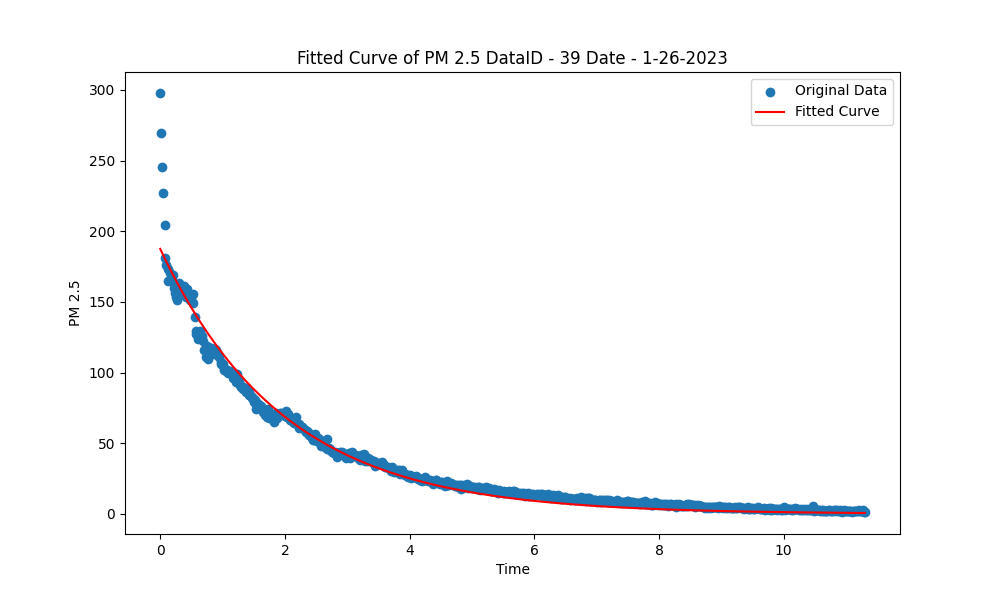 Fitted Curve of PM 2.5 DataID - 39 Date - 1-26-2023
Original Data
Fitted Curve
300
250
200
150
100
50
0
PM 2.5
0 2 4 6 8 10
Time